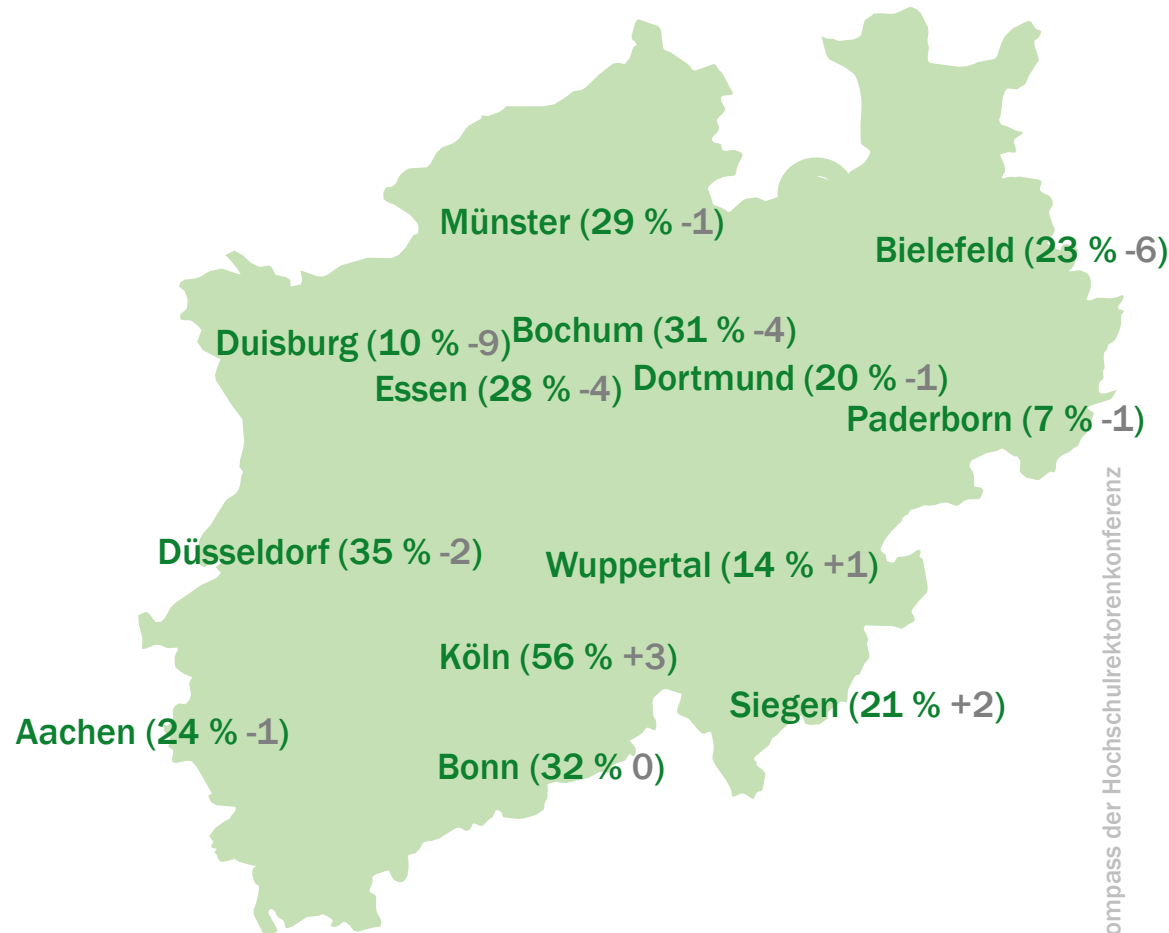 Münster (29 % -1)
Bielefeld (23 % -6)
Duisburg (10 % -9)
Bochum (31 % -4)
Essen (28 % -4)
Dortmund (20 % -1)
Paderborn (7 % -1)
Düsseldorf (35 % -2)
Wuppertal (14 % +1)
Köln (56 % +3)
Siegen (21 % +2)
Aachen (24 % -1)
Bonn (32 % 0)
ompass der Hochschulrektorenkonferenz